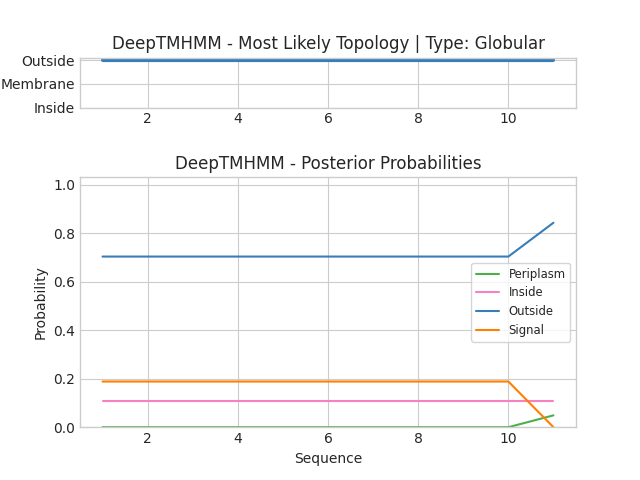 DeepTMHMM - Most Likely Topology | Type: Globular
Outside
Membrane
Inside
2 4 6 8 10
DeepTMHMM - Posterior Probabilities
1.0
0.8
0.6
0.4
0.2
0.0
Probability
Periplasm
Inside
Outside
Signal
2 4 6 8 10
Sequence